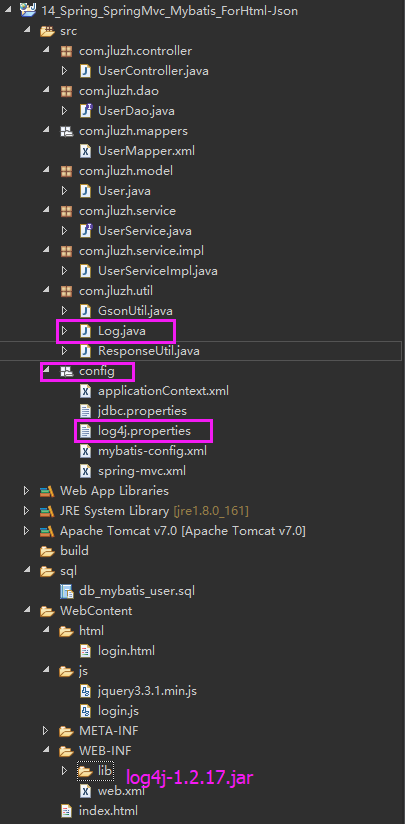 14_Spring_SpringMvc_Mybatis_ForHtml-Json
src
com.jluzh.controller
UserController.java
com.jluzh.dao
UserDao.java
com.jluzh.mappers
UserMapper.xml
com.jluzh.model
User.java
com.jluzh.service
UserService.java
com.jluzh.service.impl
UserServiceImpl.java
com.jluzh.util
GsonUtil.java
Log.java
ResponseUtil.java
config
applicationContext.xml
jdbc.properties
log4j.properties
mybatis-config.xml
spring-mvc.xml
Web App Libraries
JRE System Library [jre1.8.0_161]
Apache Tomcat v7.0 [Apache Tomcat v7.0]
build
sql
db_mybatis_user.sql
WebContent
html
login.html
js
jquery3.3.1.min.js
login.js
META-INF
WEB-INF
lib log4j-1.2.17.jar
web.xml
index.html